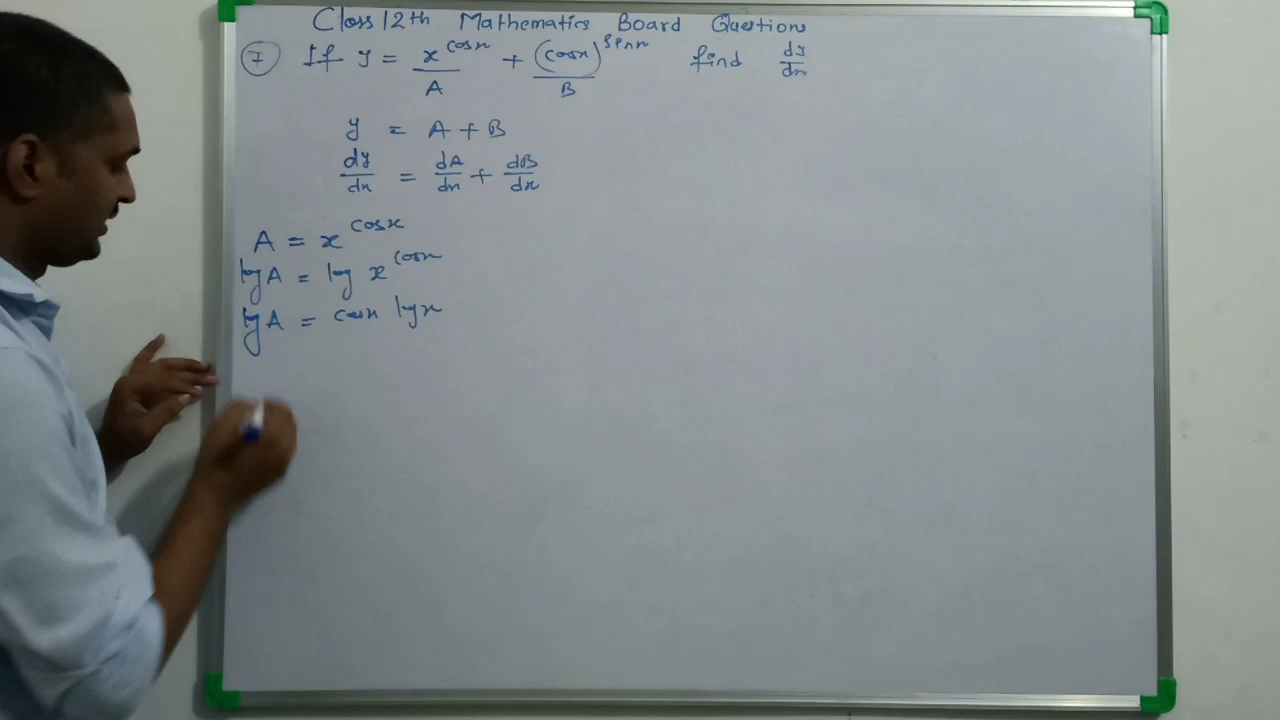 Class 12th Mathematics Board Questions
7 If y = x^cosx + (cosx)^sinx find dy/dx
A B
y = A + B
dy/dx = dA/dx + dB/dx
A = x^cosx
log A = log x^cosx
log A = cosx log x